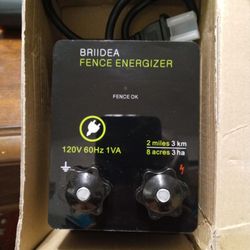 BRIIDEA
FENCE ENERGIZER
FENCE OK
120V 60Hz 1VA
2 miles 3 km
8 acres 3 ha